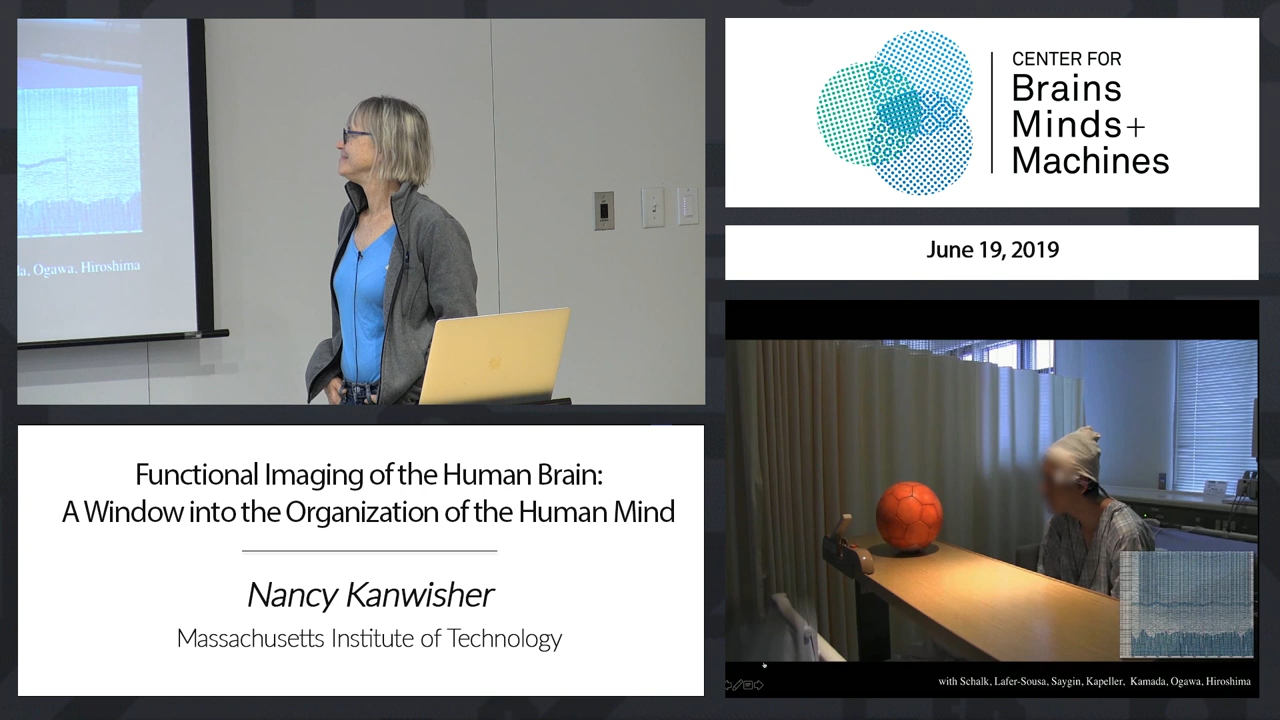 a, Ogawa, Hiroshima
CENTER FOR
Brains
Minds+
Machines
June 19, 2019
Functional Imaging of the Human Brain:
A Window into the Organization of the Human Mind
Nancy Kanwisher
Massachusetts Institute of Technology
with Schalk, Lafer-Sousa, Saygin, Kapeller, Kamada, Ogawa, Hiroshima